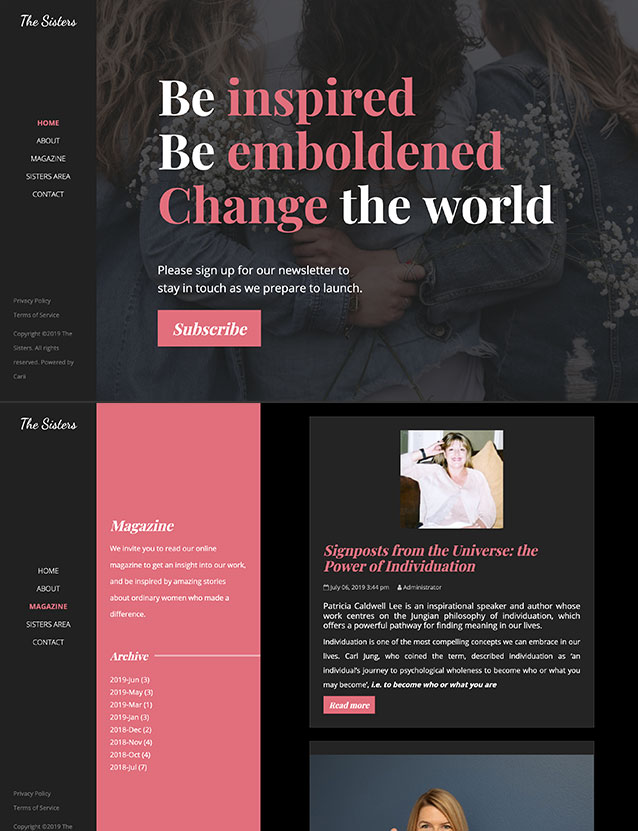 The Sisters
HOME
ABOUT
MAGAZINE
SISTERS AREA
CONTACT
Privacy Policy
Terms of Service
Copyright ©2019 The
Sisters. All rights
reserved. Powered by
Carii
Be inspired
Be emboldened
Change the world
Please sign up for our newsletter to
stay in touch as we prepare to launch.
Subscribe
The Sisters
HOME
ABOUT
MAGAZINE
SISTERS AREA
CONTACT
Privacy Policy
Terms of Service
Copyright ©2019 The
Magazine
We invite you to read our online
magazine to get an insight into our work,
and be inspired by amazing stories
about ordinary women who made a
difference.
Archive
2019-Jun (3)
2019-May (3)
2019-Mar (1)
2019-Jan (3)
2018-Dec (2)
2018-Nov (4)
2018-Oct (4)
2018-Jul (7)
Signposts from the Universe: the
Power of Individuation
July 06, 2019 3:44 pm Administrator
Patricia Caldwell Lee is an inspirational speaker and author whose
work centres on the Jungian philosophy of individuation, which
offers a powerful pathway for finding meaning in our lives.
Individuation is one of the most compelling concepts we can embrace in our
lives. Carl Jung, who coined the term, described individuation as 'an
individual's journey to psychological wholeness to become who or what you
may become', i.e. to become who or what you are
Read more